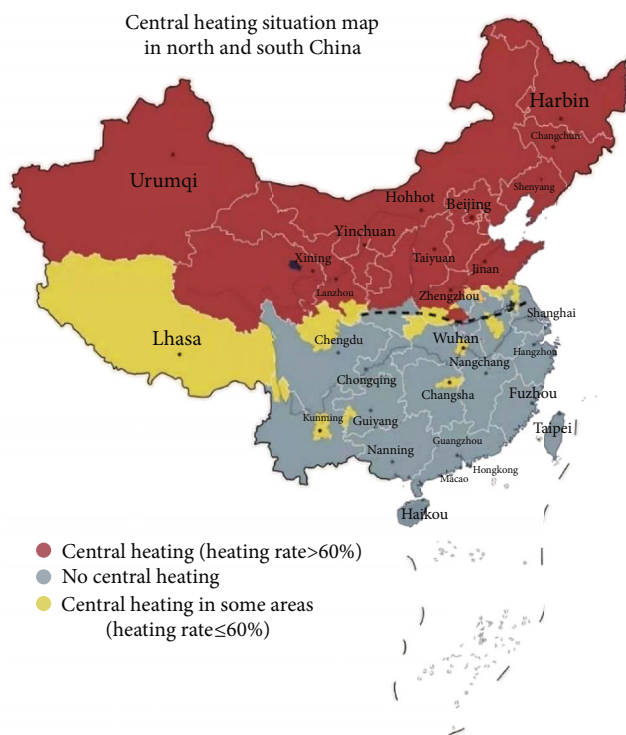 Central heating situation map
in north and south China
Harbin
Changchun
Urumqi
Shenyang
Hohhot
Beijing
Yinchuan
Xining
Taiyuan
Jinan
Lanzhou
Zhengzhou
Shanghai
Lhasa
Chengdu
Wuhan
Hangzhou
Nangchang
Chongqing
Changsha
Fuzhou
Kunming
Guiyang
Taipei
Guangzhou
Nanning
Hongkong
Macao
Haikou
Central heating (heating rate>60%)
No central heating
Central heating in some areas
(heating rate≤60%)